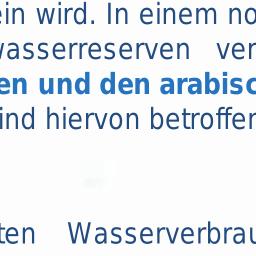 ein wird. In einem no
wasserreserven ver
en und den arabisc
ind hiervon betroffen
ten Wasserverbrau